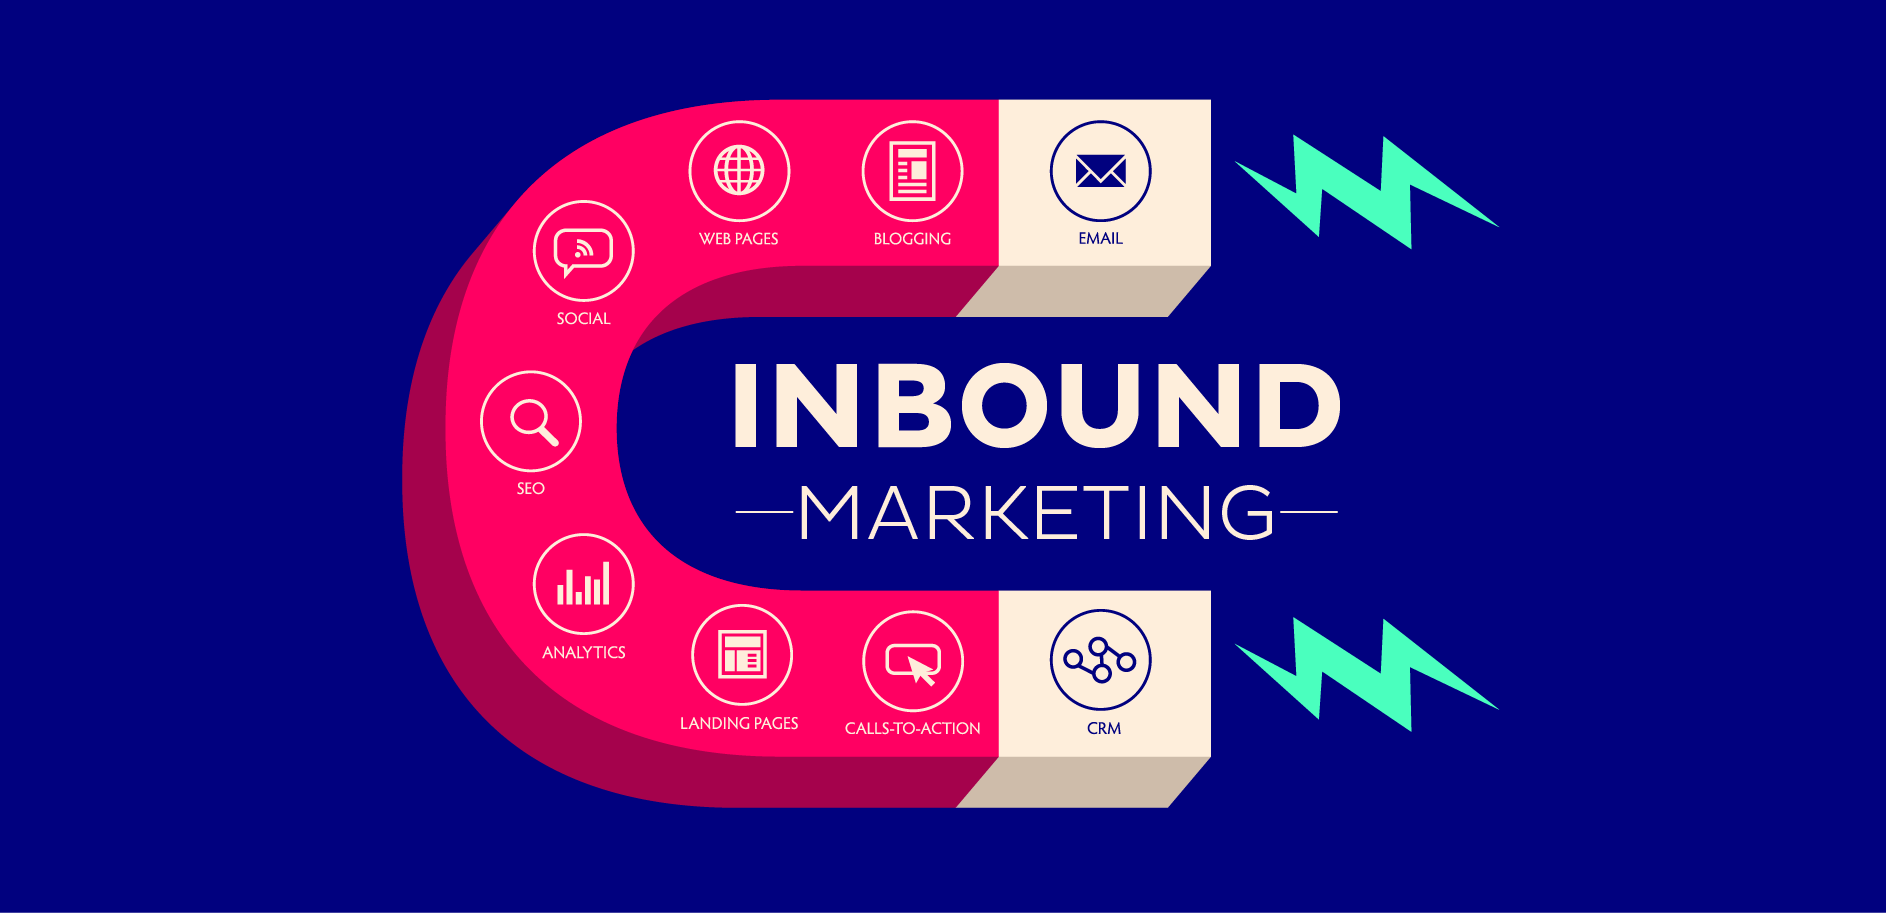 WEB PAGES
BLOGGING
EMAIL
SOCIAL
SEO
ANALYTICS
LANDING PAGES
CALLS-TO-ACTION
CRM
INBOUND
MARKETING